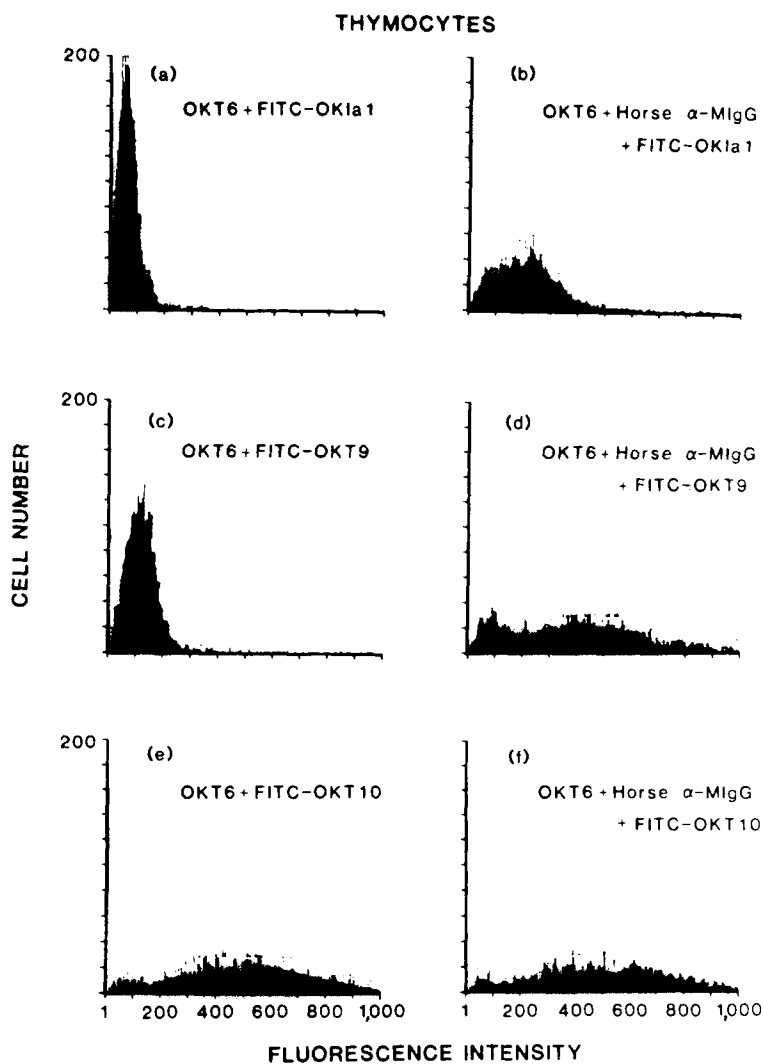 THYMOCYTES
200
(a)
OKT6+FITC-OKIa1
(b)
OKT6+Horse α-MIgG
+ FITC-OKIa1
200
(c)
OKT6+FITC-OKT9
(d)
OKT6+Horse α-MIgG
+ FITC-OKT9
CELL NUMBER
200
(e)
OKT6+FITC-OKT10
(f)
OKT6+Horse α-MIgG
+ FITC-OKT10
1 200 400 600 800 1,000
1 200 400 600 800 1,000
FLUORESCENCE INTENSITY